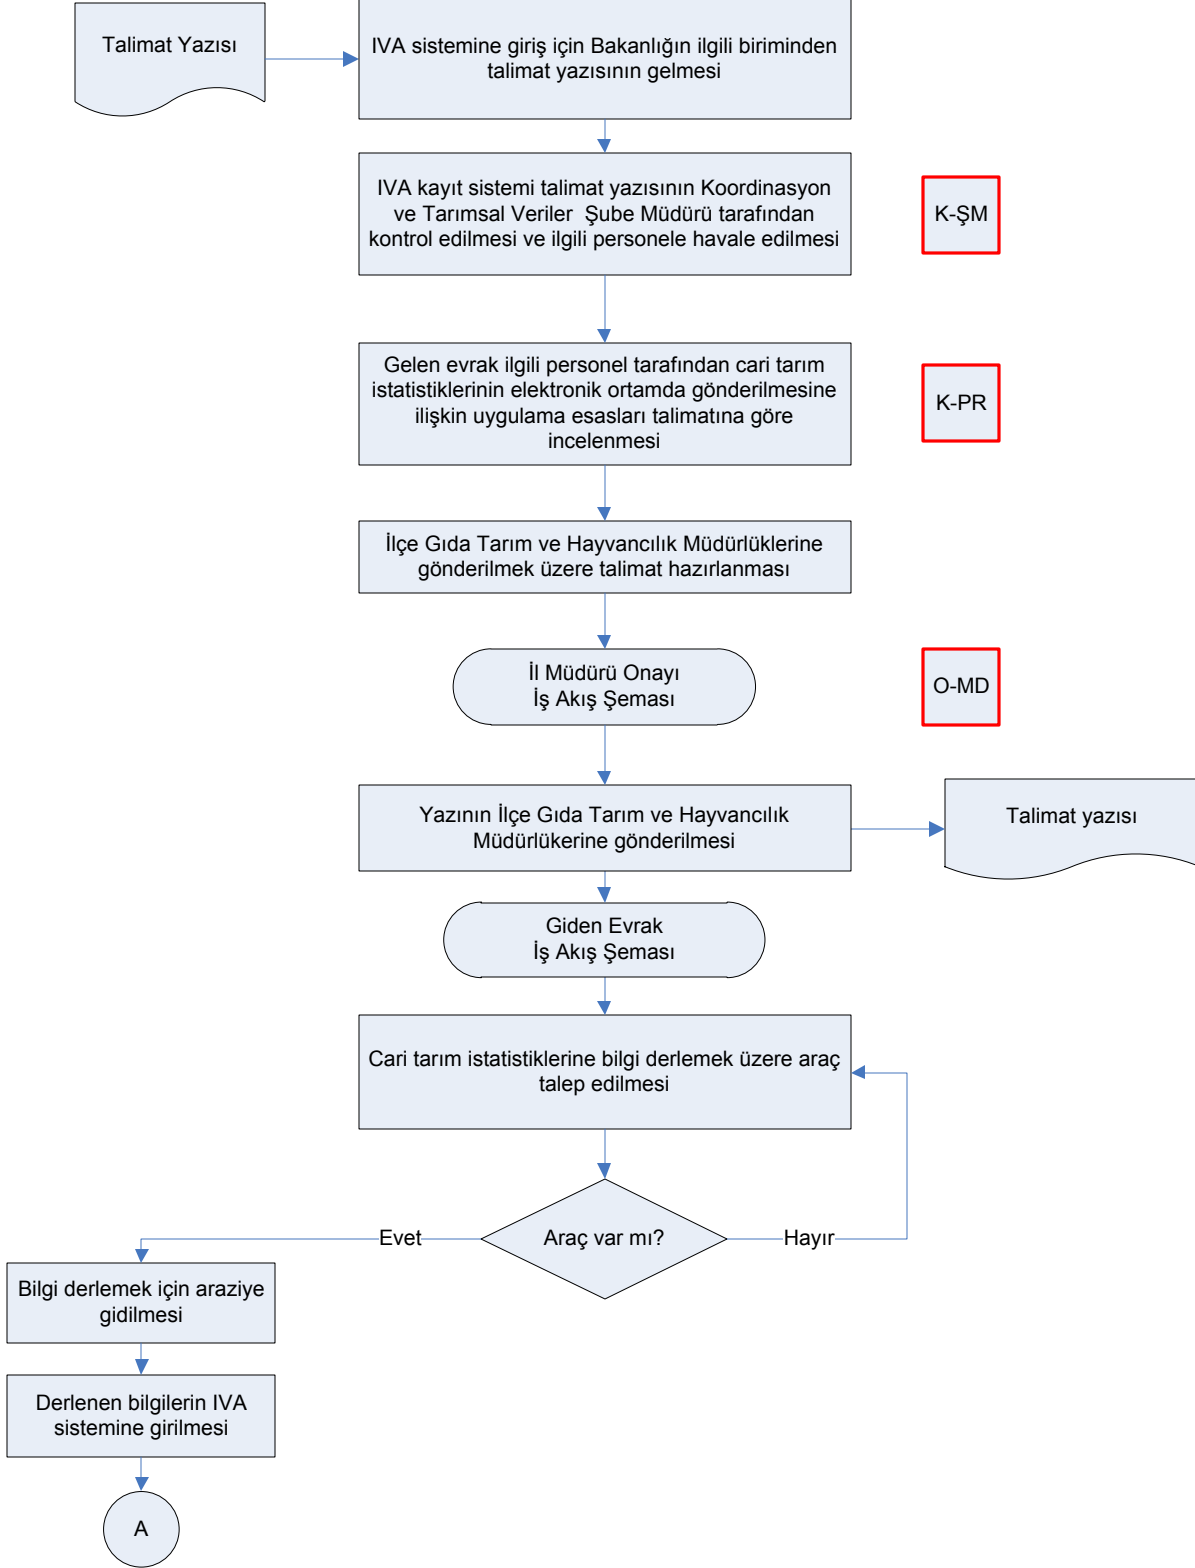 Talimat Yazısı
IVA sistemine giriş için Bakanlığın ilgili biriminden
talimat yazısının gelmesi
IVA kayıt sistemi talimat yazısının Koordinasyon
ve Tarımsal Veriler  Şube Müdürü tarafından
kontrol edilmesi ve ilgili personele havale edilmesi
K-ŞM
Gelen evrak ilgili personel tarafından cari tarım
istatistiklerinin elektronik ortamda gönderilmesine
ilişkin uygulama esasları talimatına göre
incelenmesi
K-PR
İlçe Gıda Tarım ve Hayvancılık Müdürlüklerine
gönderilmek üzere talimat hazırlanması
İl Müdürü Onayı
İş Akış Şeması
O-MD
Yazının İlçe Gıda Tarım ve Hayvancılık
Müdürlükerine gönderilmesi
Talimat yazısı
Giden Evrak
İş Akış Şeması
Cari tarım istatistiklerine bilgi derlemek üzere araç
talep edilmesi
Evet
Araç var mı?
Hayır
Bilgi derlemek için araziye
gidilmesi
Derlenen bilgilerin IVA
sistemine girilmesi
A